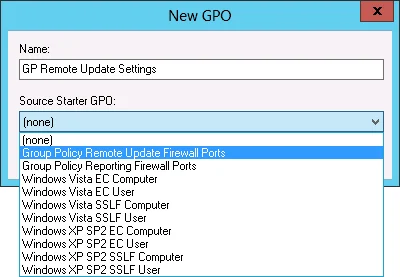 New GPO
Name:
GP Remote Update Settings
Source Starter GPO:
(none)
(none)
Group Policy Remote Update Firewall Ports
Group Policy Reporting Firewall Ports
Windows Vista EC Computer
Windows Vista EC User
Windows Vista SSLF Computer
Windows Vista SSLF User
Windows XP SP2 EC Computer
Windows XP SP2 EC User
Windows XP SP2 SSLF Computer
Windows XP SP2 SSLF User